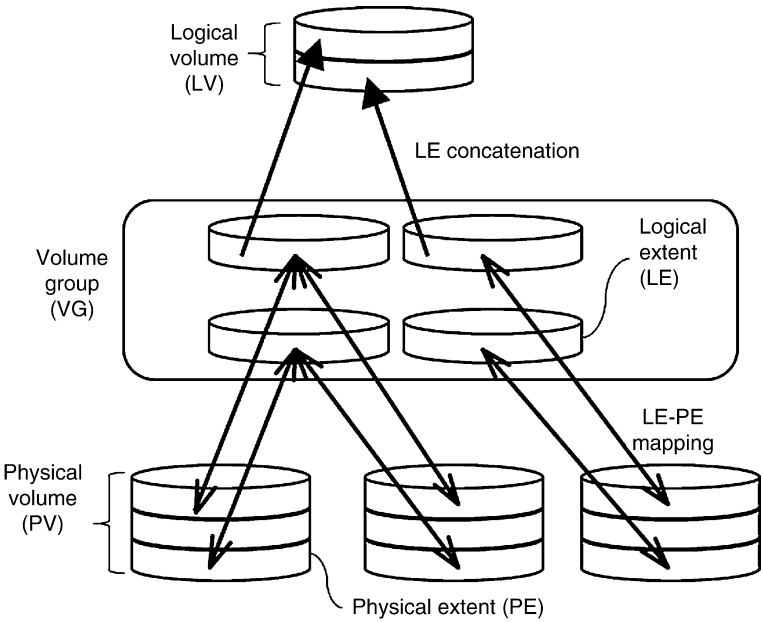 Logical
volume
(LV)
LE concatenation
Logical
extent
(LE)
Volume
group
(VG)
LE-PE
mapping
Physical
volume
(PV)
Physical extent (PE)